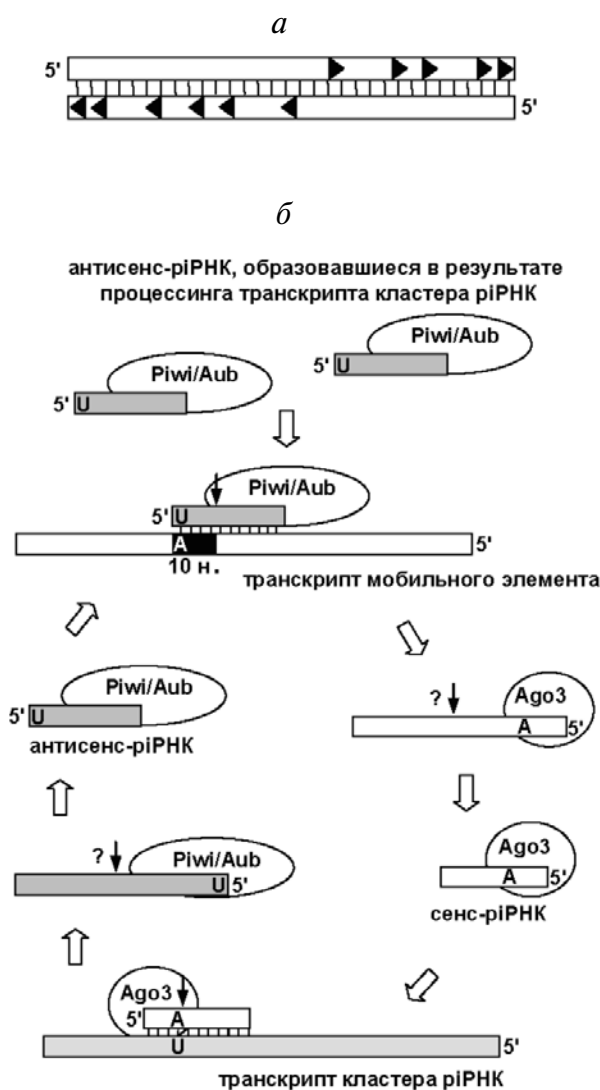 а
5'
5'
б
антисенс-piРНК, образовавшиеся в результате
процессинга транскрипта кластера piРНК
Piwi/Aub
5' U
Piwi/Aub
5' U
Piwi/Aub
5' U
A
5'
10 н.
транскрипт мобильного элемента
Piwi/Aub
5' U
антисенс-piРНК
?
Ago3
A 5'
?
Piwi/Aub
U 5'
Ago3
A 5'
сенс-piРНК
Ago3
5' A
U
5'
транскрипт кластера piРНК